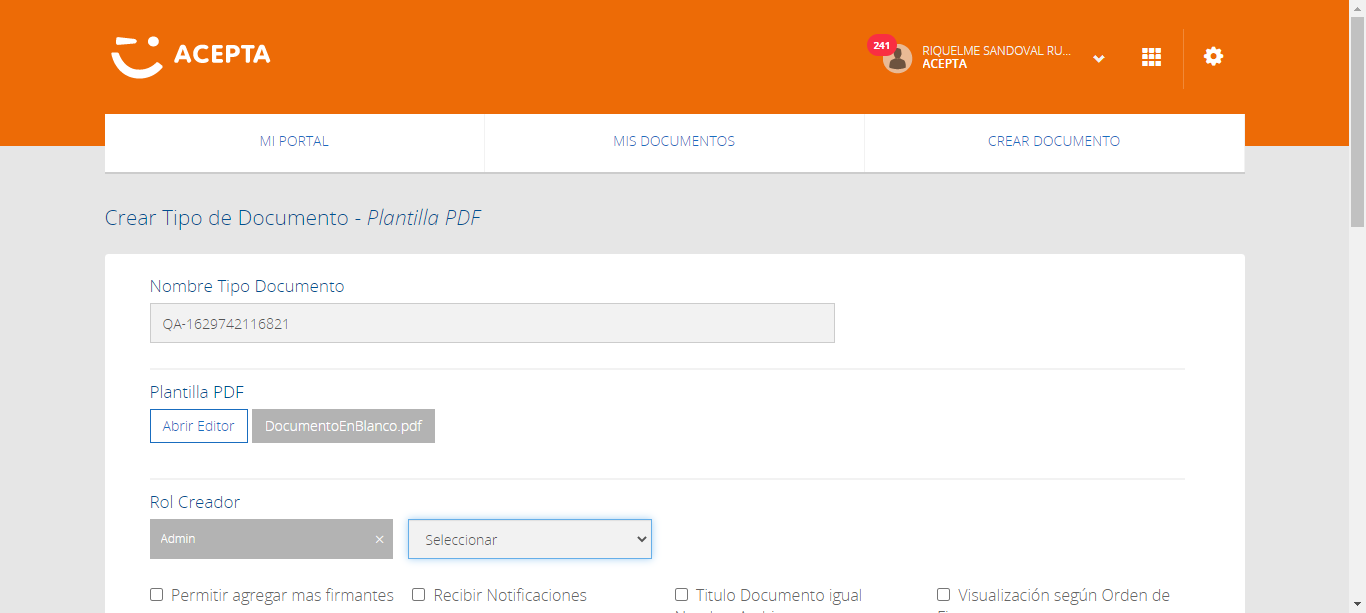 ACEPTA
241
RIQUELME SANDOVAL RU...
ACEPTA
MI PORTAL
MIS DOCUMENTOS
CREAR DOCUMENTO
Crear Tipo de Documento - Plantilla PDF
Nombre Tipo Documento
QA-1629742116821
Plantilla PDF
Abrir Editor
DocumentoEnBlanco.pdf
Rol Creador
Admin ×
Seleccionar
Permitir agregar mas firmantes
Recibir Notificaciones
Titulo Documento igual
Visualización según Orden de